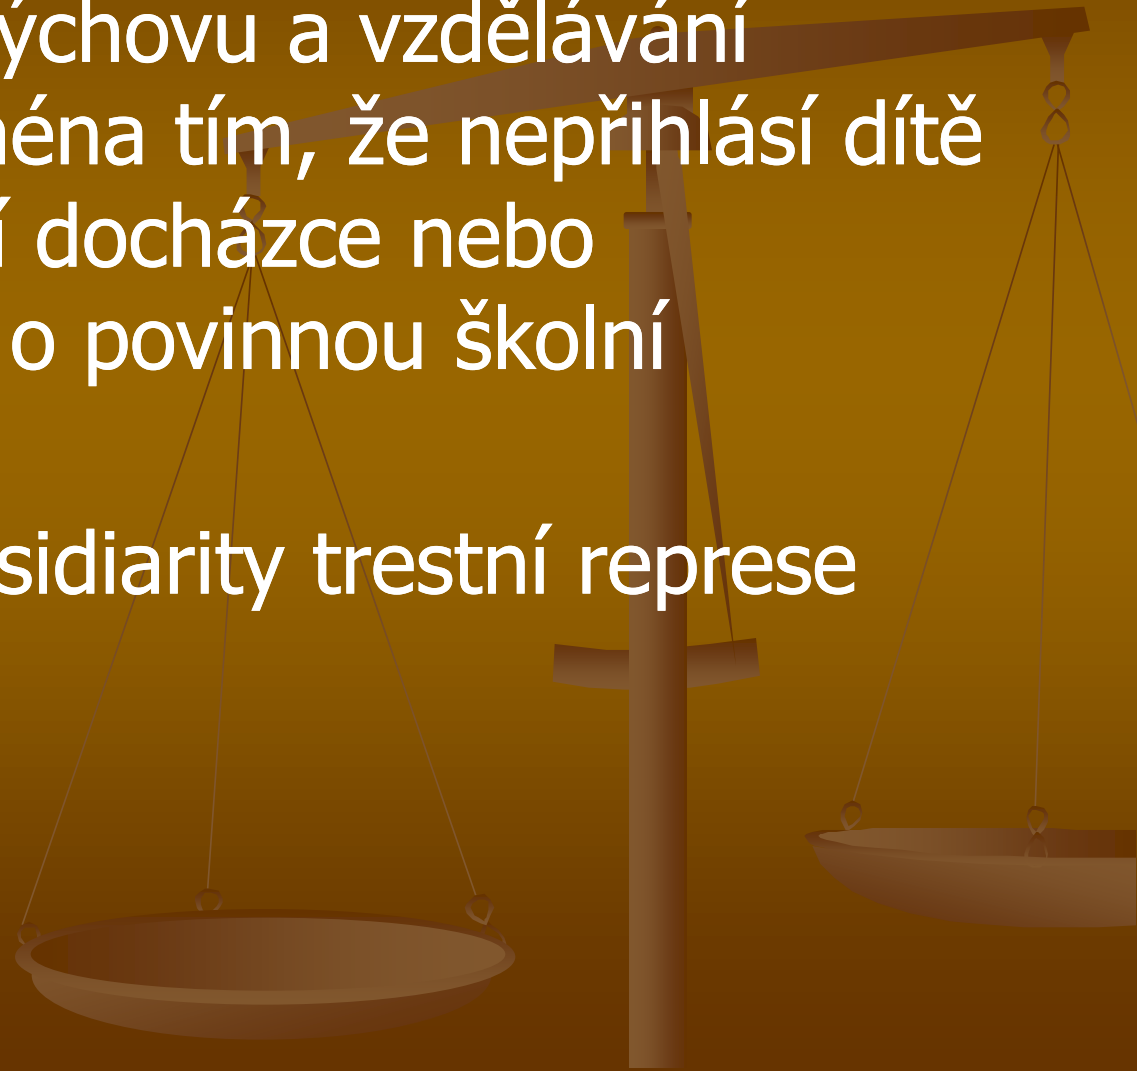 ýchovu a vzdělávání
éna tím, že nepřihlásí dítě
í docházce nebo
o povinnou školní
sidiarity trestní represe